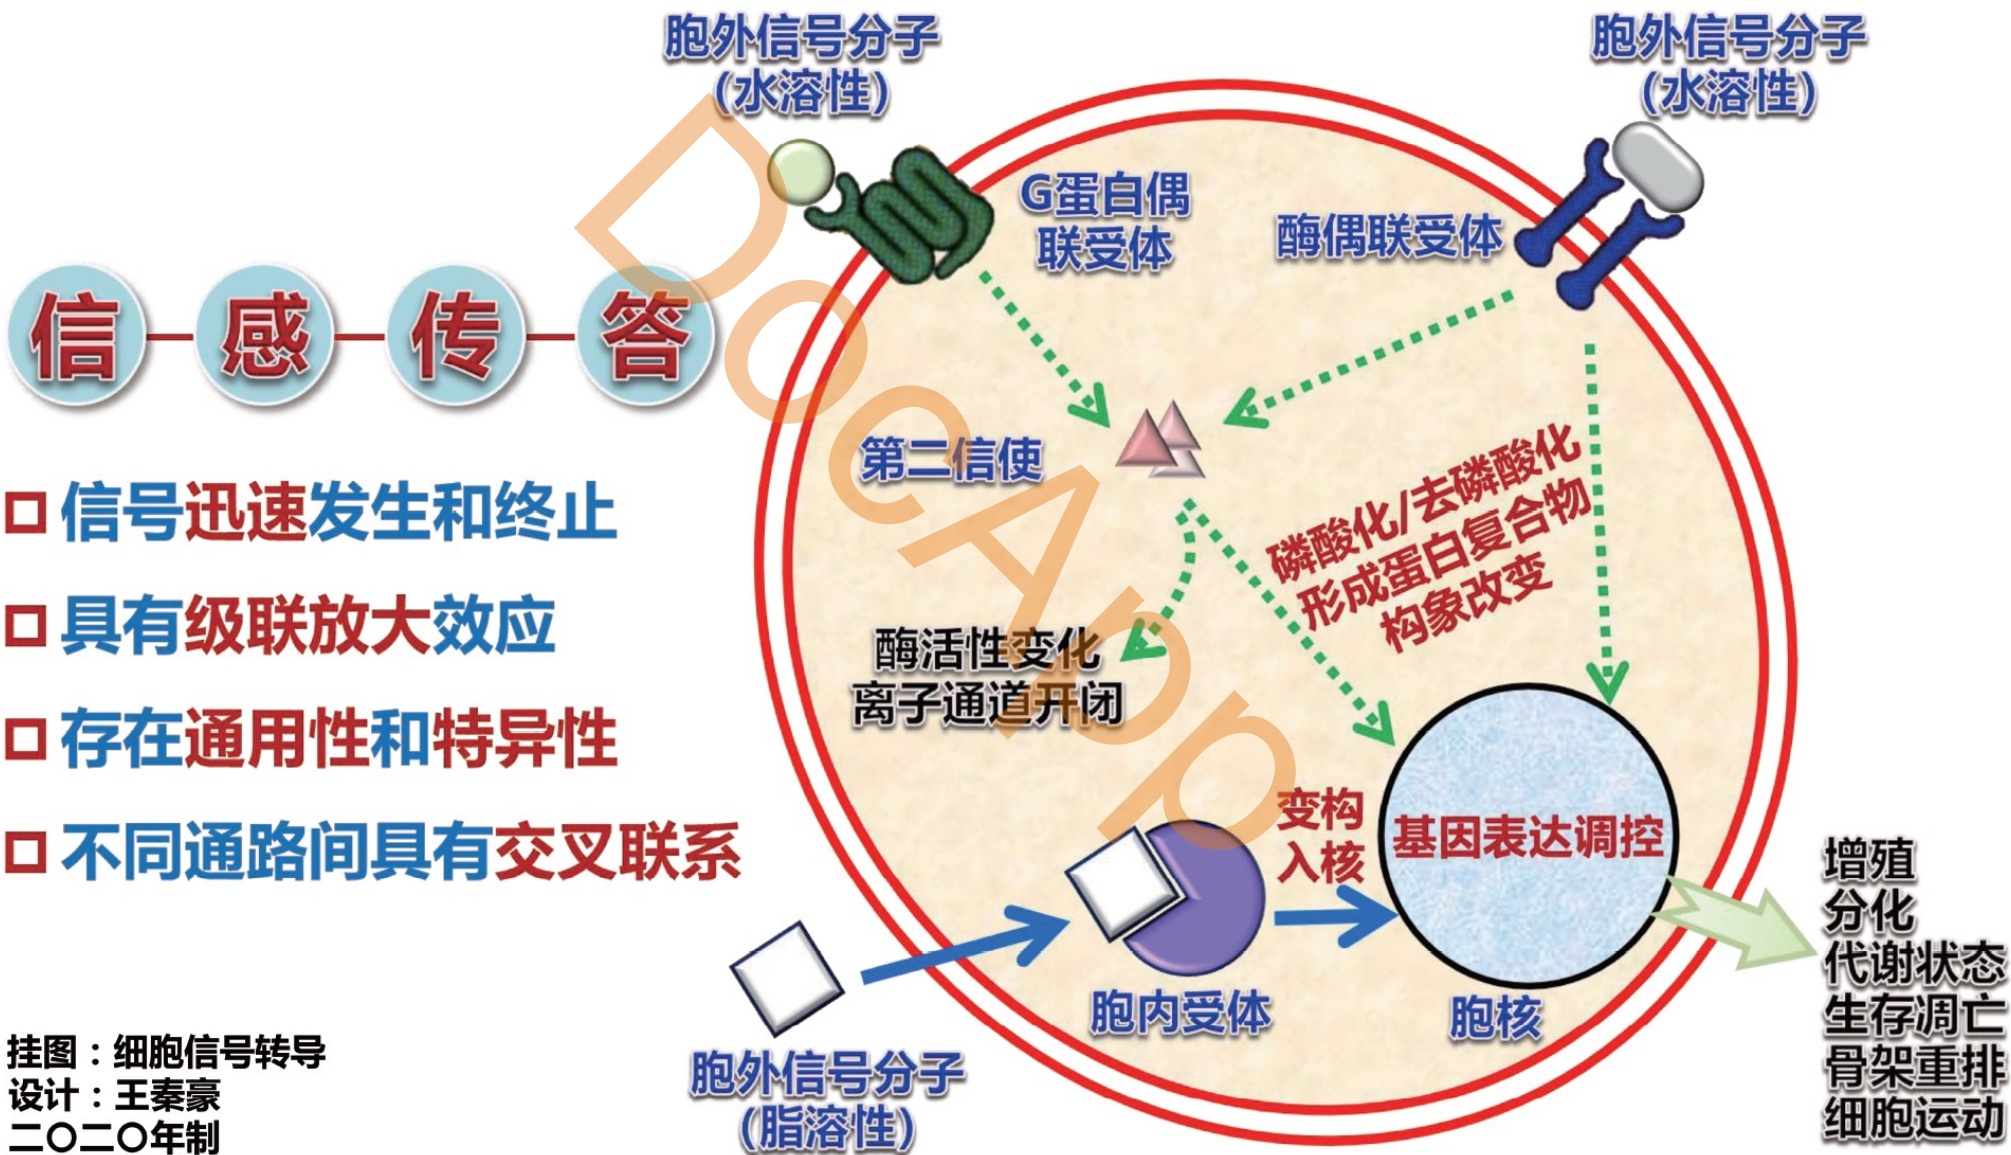 胞外信号分子
(水溶性)
胞外信号分子
(水溶性)
G蛋白偶
联受体
酶偶联受体
信感传答
信号迅速发生和终止
具有级联放大效应
存在通用性和特异性
不同通路间具有交叉联系
第二信使
磷酸化/去磷酸化
形成蛋白复合物
构象改变
酶活性变化
离子通道开闭
变构
入核
基因表达调控
胞内受体
胞核
胞外信号分子
(脂溶性)
增殖
分化
代谢状态
生存凋亡
骨架重排
细胞运动
挂图：细胞信号转导
设计：王秦豪
二〇二〇年制
DocApp